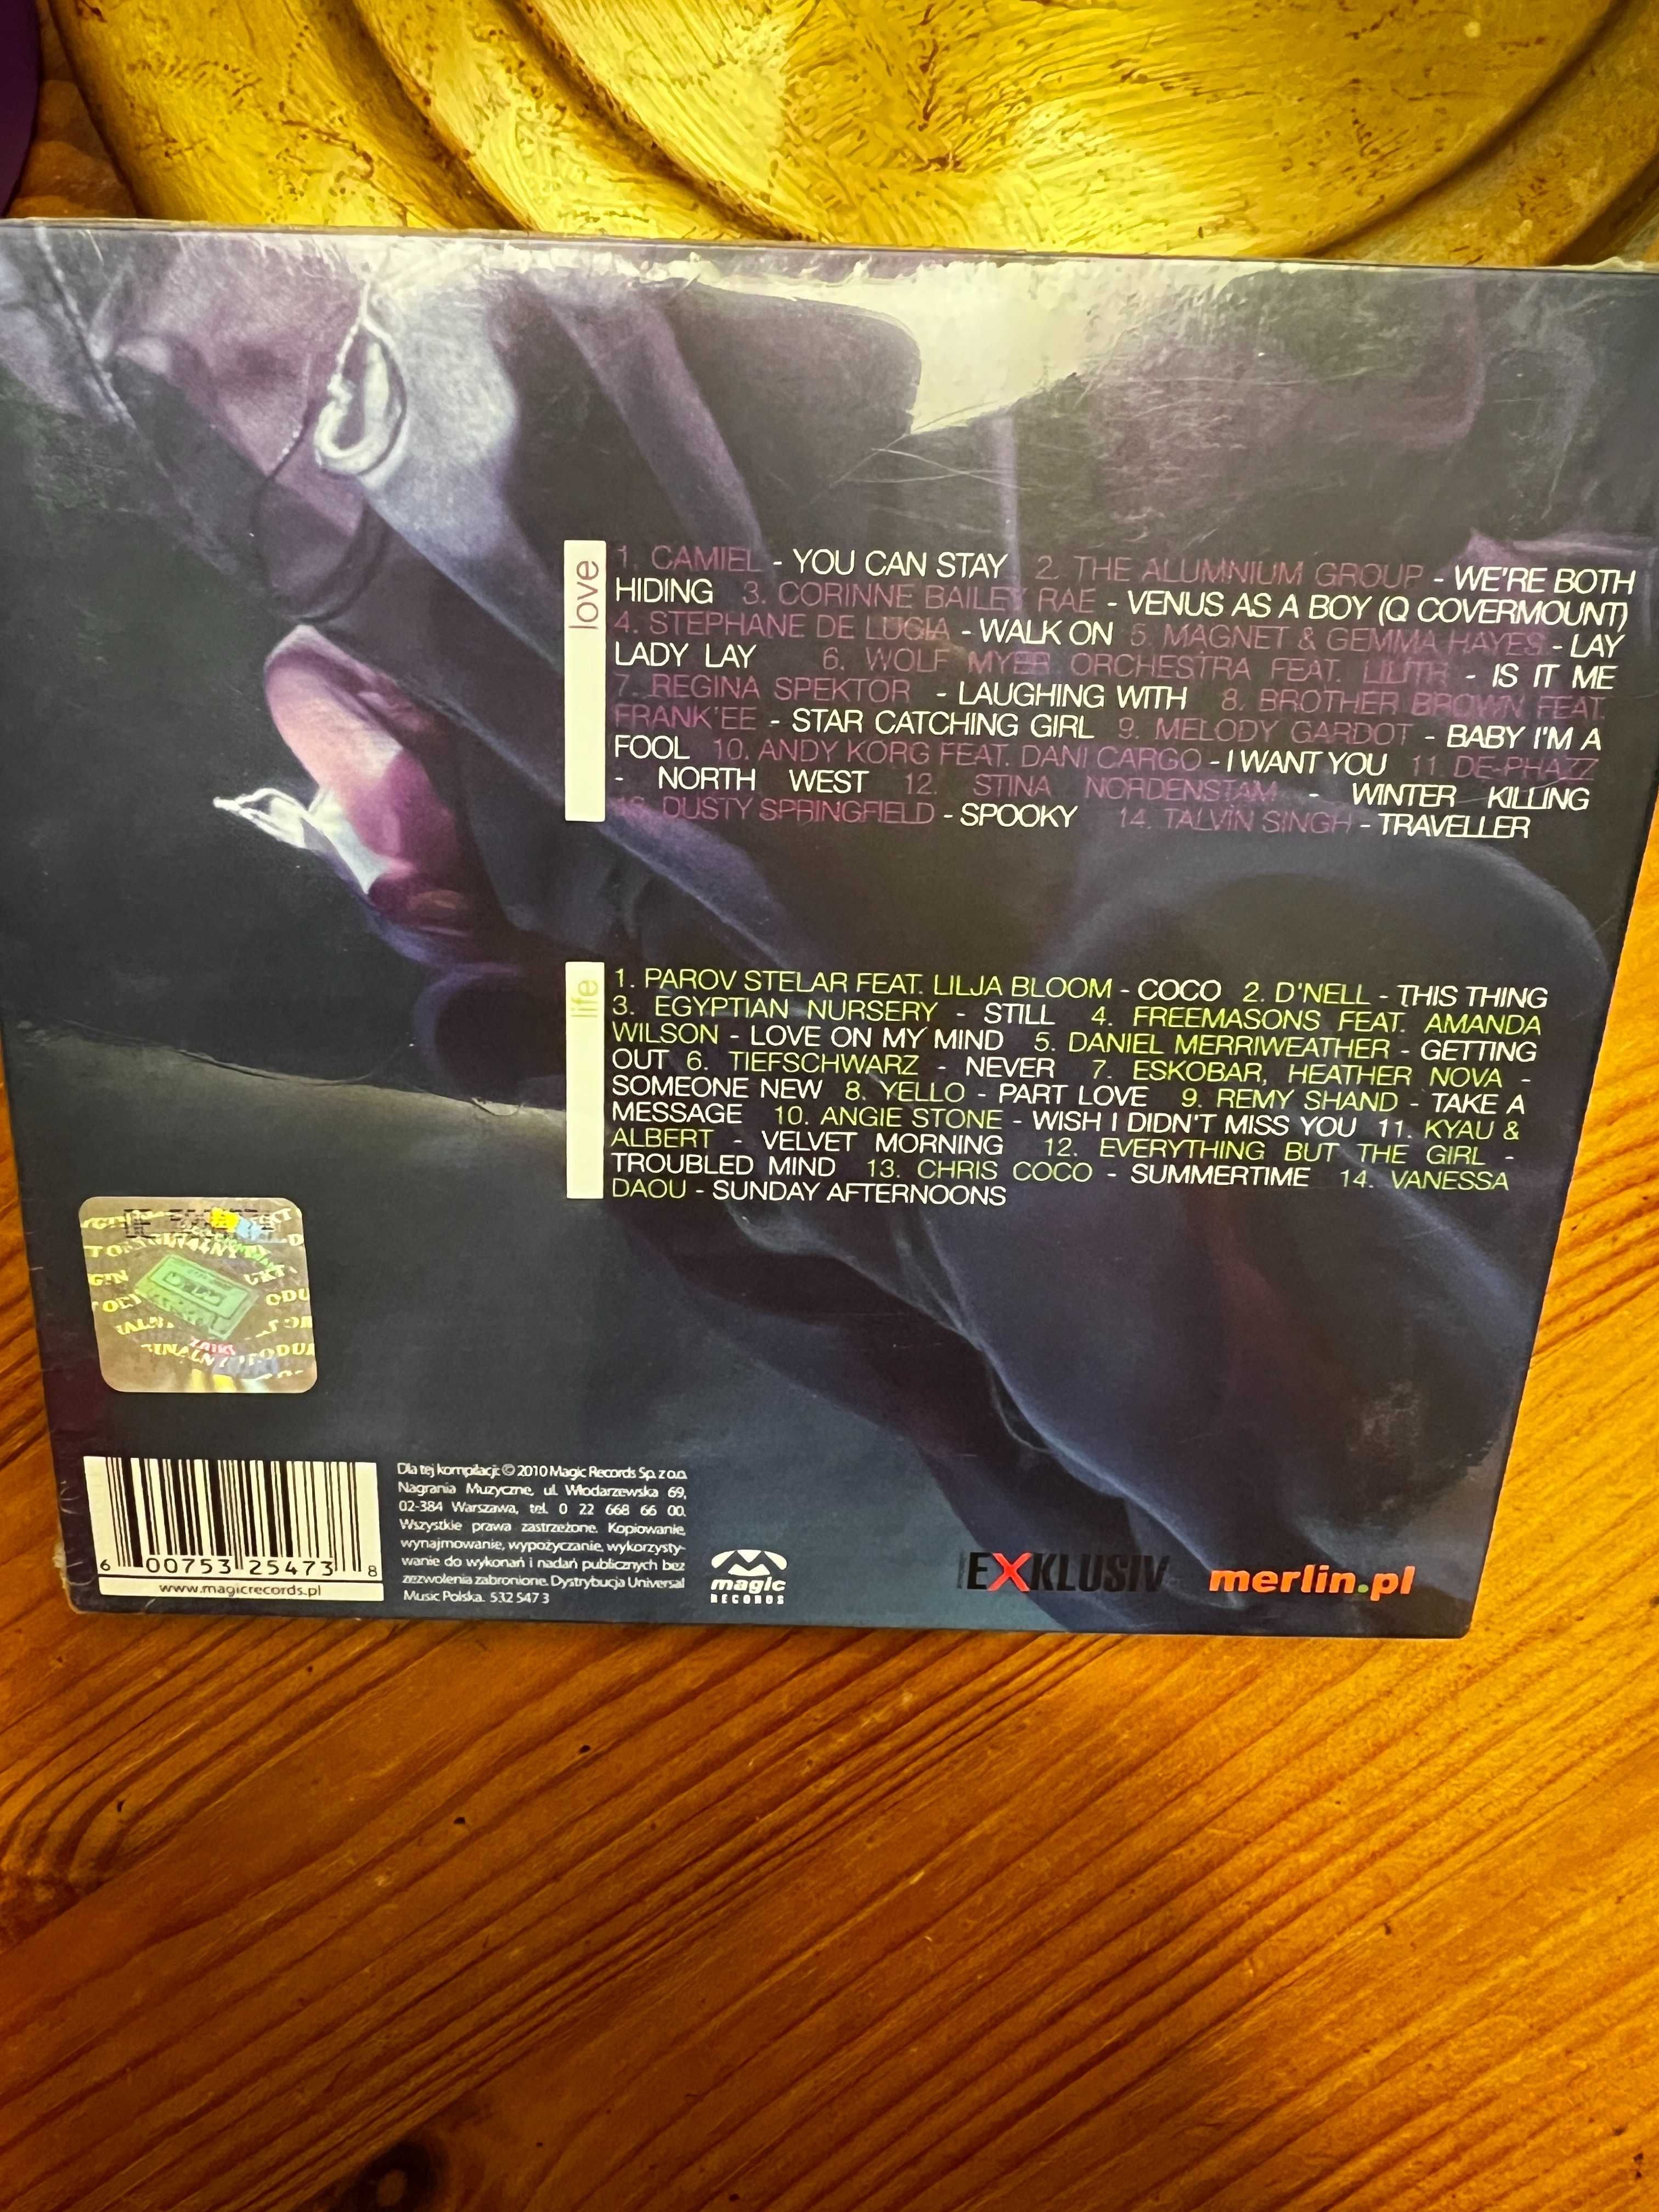 love
1. CAMIEL - YOU CAN STAY 2. THE ALUMNIUM GROUP - WE'RE BOTH
HIDING 3. CORINNE BAILEY RAE - VENUS AS A BOY (Q COVERMOUNT)
4. STEPHANE DE LUCIA - WALK ON 5. MAGNET & GEMMA HAYES - LAY
LADY LAY 6. WOLF MYER ORCHESTRA FEAT. LILITH - IS IT ME
7. REGINA SPEKTOR - LAUGHING WITH 8. BROTHER BROWN FEAT.
FRANK'EE - STAR CATCHING GIRL 9. MELODY GARDOT - BABY I'M A
FOOL 10. ANDY KORG FEAT. DANI CARGO - I WANT YOU 11. DE-PHAZZ
- NORTH WEST 12. STINA NORDENSTAM - WINTER KILLING
13. DUSTY SPRINGFIELD - SPOOKY 14. TALVIN SINGH - TRAVELLER
life
1. PAROV STELAR FEAT. LILJA BLOOM - COCO 2. D'NELL - THIS THING
3. EGYPTIAN NURSERY - STILL 4. FREEMASONS FEAT. AMANDA
WILSON - LOVE ON MY MIND 5. DANIEL MERRIWEATHER - GETTING
OUT 6. TIEFSCHWARZ - NEVER 7. ESKOBAR, HEATHER NOVA -
SOMEONE NEW 8. YELLO - PART LOVE 9. REMY SHAND - TAKE A
MESSAGE 10. ANGIE STONE - WISH I DIDN'T MISS YOU 11. KYAU &
ALBERT - VELVET MORNING 12. EVERYTHING BUT THE GIRL -
TROUBLED MIND 13. CHRIS COCO - SUMMERTIME 14. VANESSA
DAOU - SUNDAY AFTERNOONS
6 00753 25473 8
www.magicrecords.pl
Dla tej kompilacji: © 2010 Magic Records Sp. z o.o.
Nagrania Muzyczne, ul. Włodarzewska 69,
02-384 Warszawa, tel. 0 22 668 66 00.
Wszystkie prawa zastrzeżone. Kopiowanie,
wynajmowanie, wypożyczanie, wykorzysty-
wanie do wykonań i nadań publicznych bez
zezwolenia zabronione. Dystrybucja Universal
Music Polska. 532 547 3
magic
RECORDS
EXKLUSIV
merlin.pl